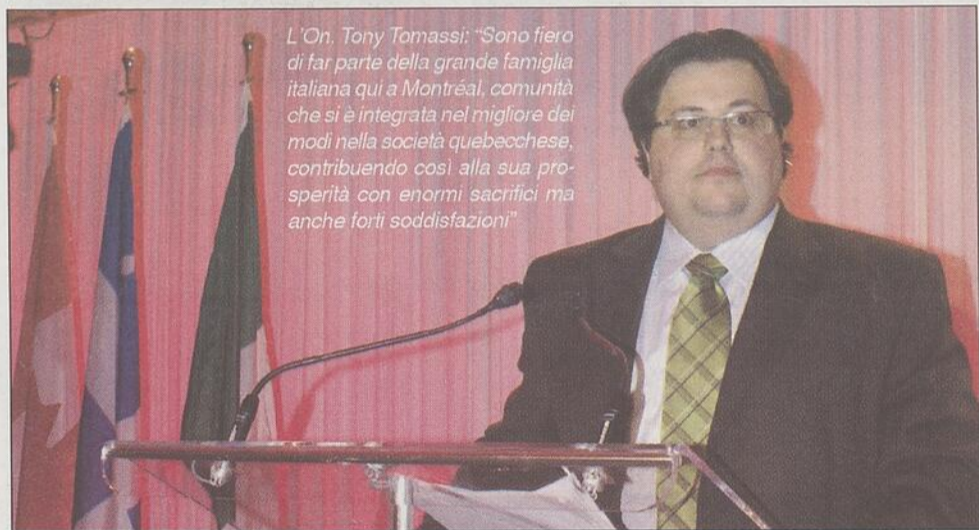 L'On. Tony Tomassi: "Sono fiero
di far parte della grande famiglia
italiana qui a Montréal, comunità
che si è integrata nel migliore dei
modi nella società quebecchese,
contribuendo così alla sua pro-
sperità con enormi sacrifici ma
anche forti soddisfazioni"